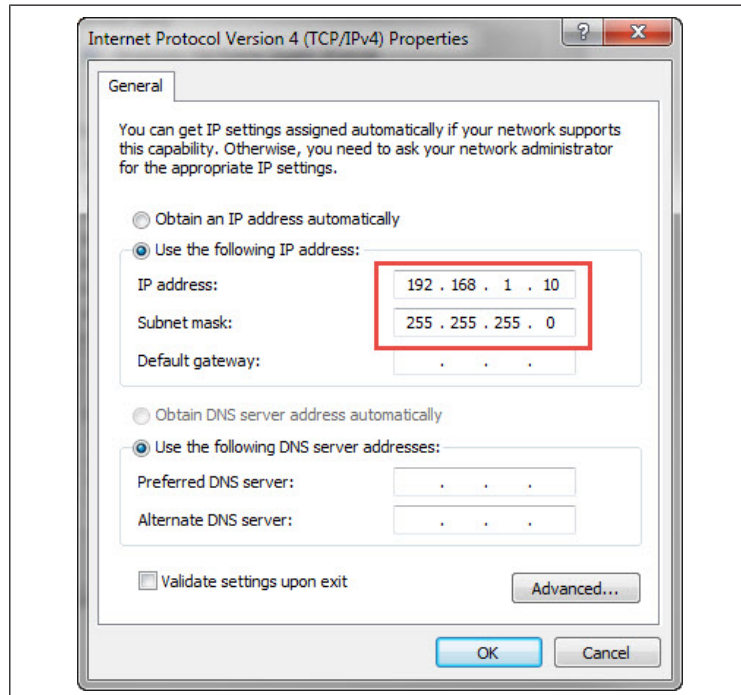 Internet Protocol Version 4 (TCP/IPv4) Properties
General
You can get IP settings assigned automatically if your network supports
this capability. Otherwise, you need to ask your network administrator
for the appropriate IP settings.
Obtain an IP address automatically
Use the following IP address:
IP address: 192 . 168 . 1 . 10
Subnet mask: 255 . 255 . 255 . 0
Default gateway: . . .
Obtain DNS server address automatically
Use the following DNS server addresses:
Preferred DNS server: . . .
Alternate DNS server: . . .
Validate settings upon exit
Advanced...
OK Cancel